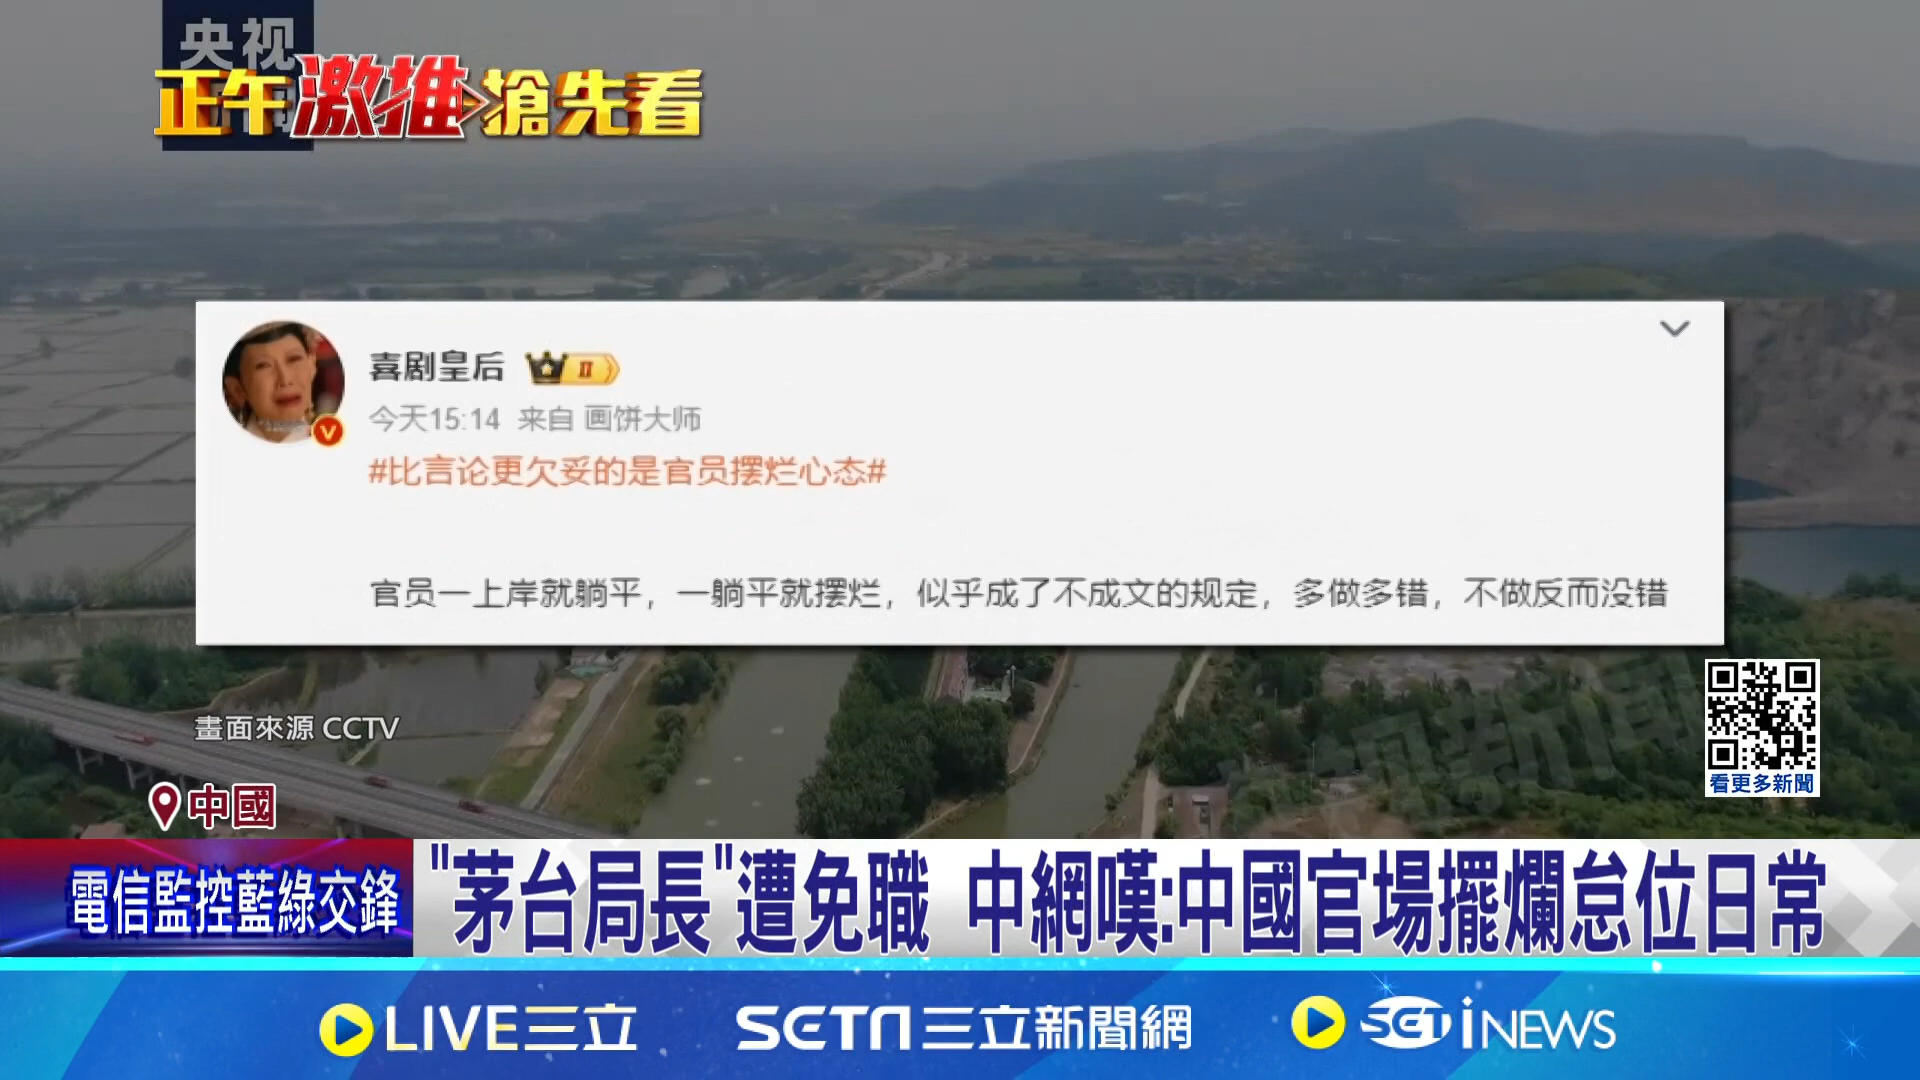 央视
正午激推搶先看
喜剧皇后 II
今天15:14 来自 画饼大师
#比言论更欠妥的是官员摆烂心态#
官员一上岸就躺平，一躺平就摆烂，似乎成了不成文的规定，多做多错，不做反而没错
视新闻
畫面來源 CCTV
看更多新聞
中國
電信監控藍綠交鋒
"茅台局長"遭免職 中網嘆:中國官場擺爛怠位日常
LIVE三立
SETN三立新聞網
SET iNEWS